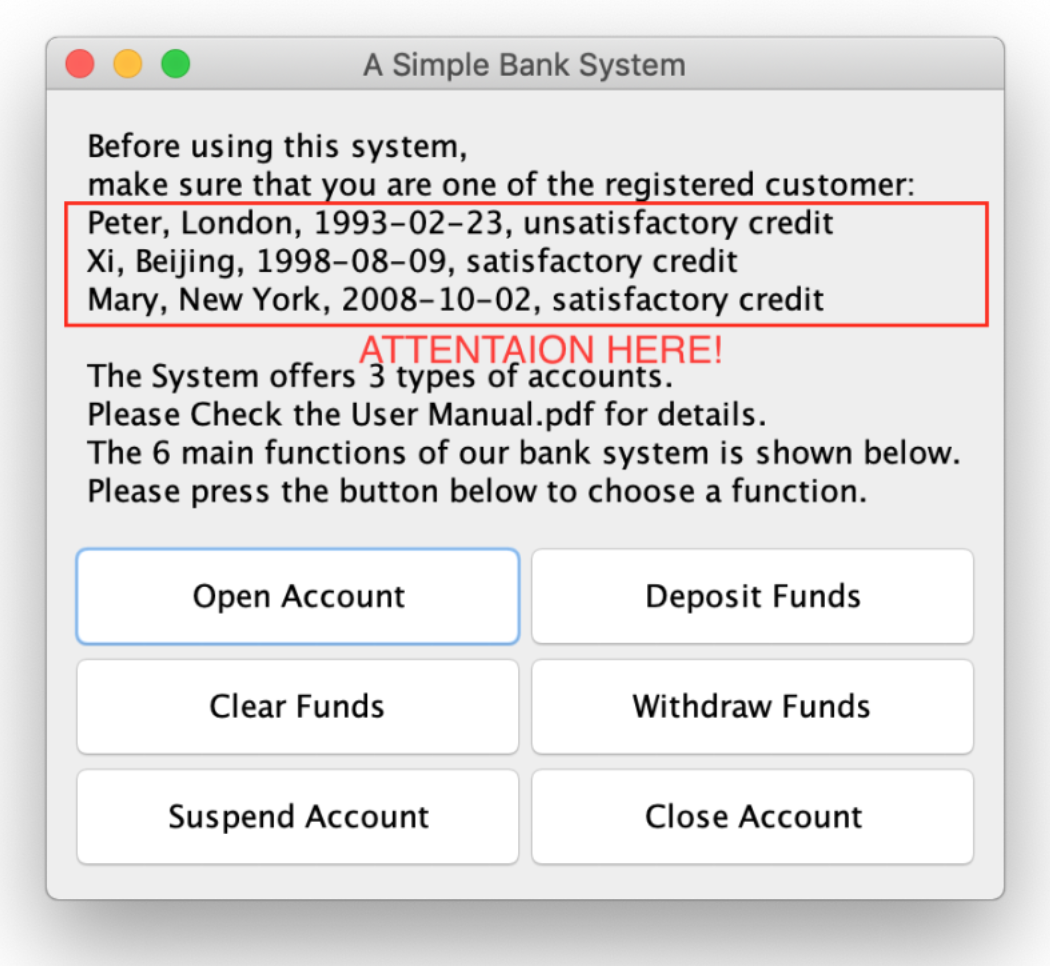 A Simple Bank System
Before using this system,
make sure that you are one of the registered customer:
Peter, London, 1993-02-23, unsatisfactory credit
Xi, Beijing, 1998-08-09, satisfactory credit
Mary, New York, 2008-10-02, satisfactory credit
ATTENTAION HERE!
The System offers 3 types of accounts.
Please Check the User Manual.pdf for details.
The 6 main functions of our bank system is shown below.
Please press the button below to choose a function.
Open Account
Deposit Funds
Clear Funds
Withdraw Funds
Suspend Account
Close Account